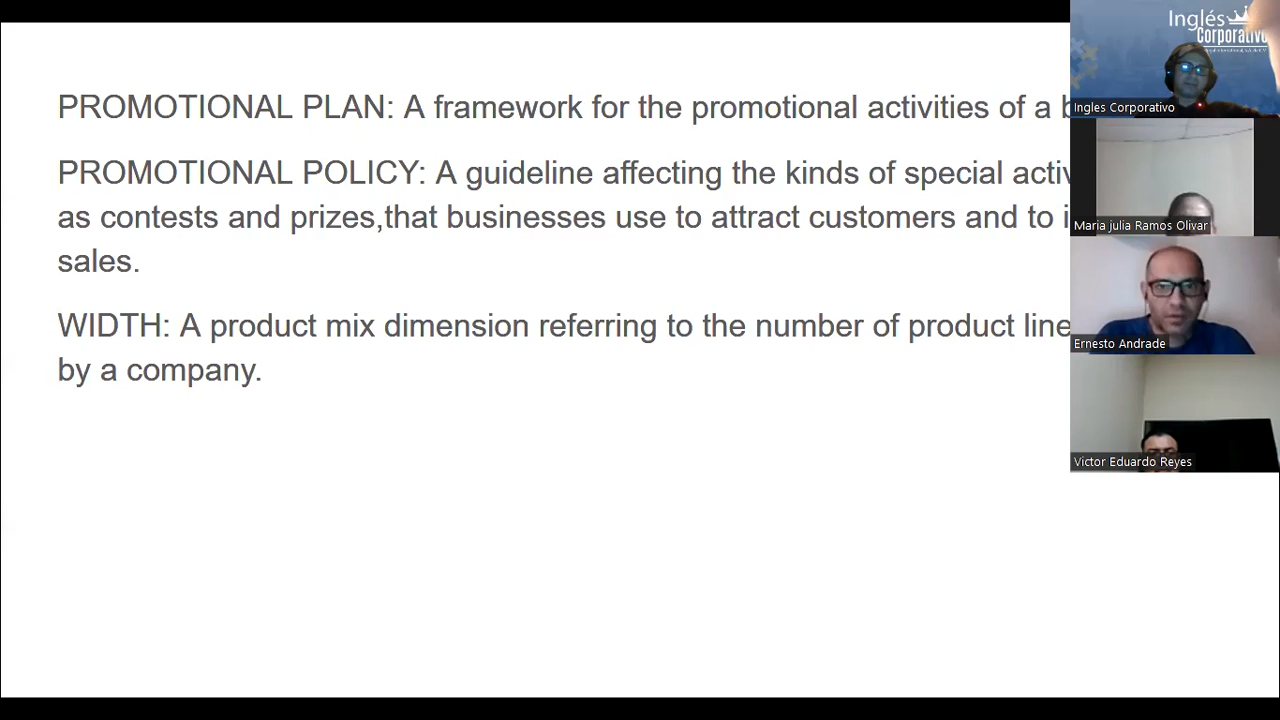 PROMOTIONAL PLAN: A framework for the promotional activities of a
PROMOTIONAL POLICY: A guideline affecting the kinds of special
as contests and prizes,that businesses use to attract customers and to
sales.
WIDTH: A product mix dimension referring to the number of product line
by a company.
Inglés
Corporativo
Ingles Corporativo
Maria julia Ramos Olivar
Ernesto Andrade
Victor Eduardo Reyes